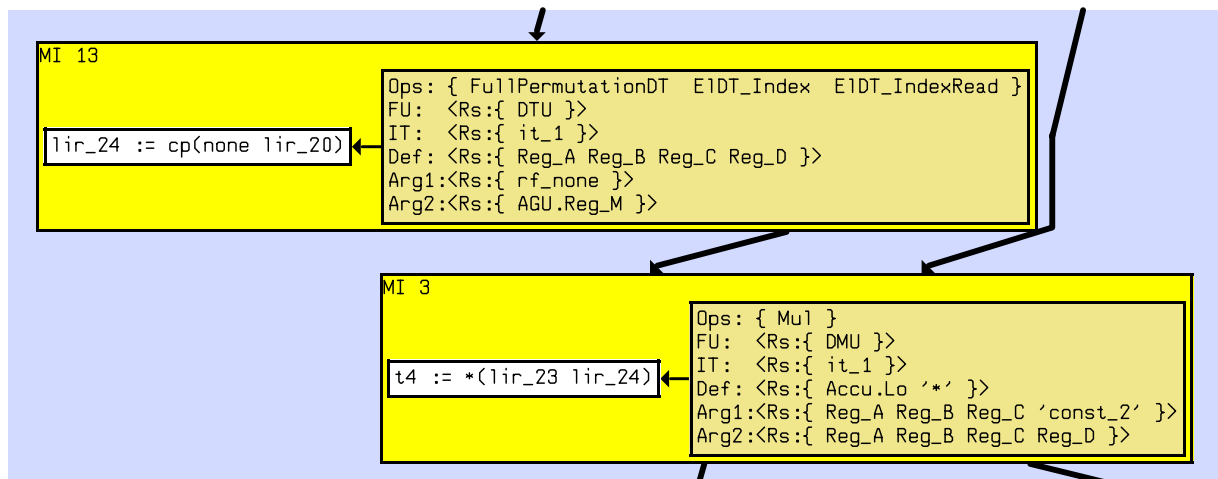 MI 13
Ops: { FullPermutationDT ElDT_Index ElDT_IndexRead }
FU: <Rs:{ DTU }>
IT: <Rs:{ it_1 }>
lir_24 := cp(none lir_20)
Def: <Rs:{ Reg_A Reg_B Reg_C Reg_D }>
Arg1:<Rs:{ rf_none }>
Arg2:<Rs:{ AGU.Reg_M }>
MI 3
Ops: { Mul }
FU: <Rs:{ DMU }>
IT: <Rs:{ it_1 }>
t4 := *(lir_23 lir_24)
Def: <Rs:{ Accu.Lo '*' }>
Arg1:<Rs:{ Reg_A Reg_B Reg_C 'const_2' }>
Arg2:<Rs:{ Reg_A Reg_B Reg_C Reg_D }>